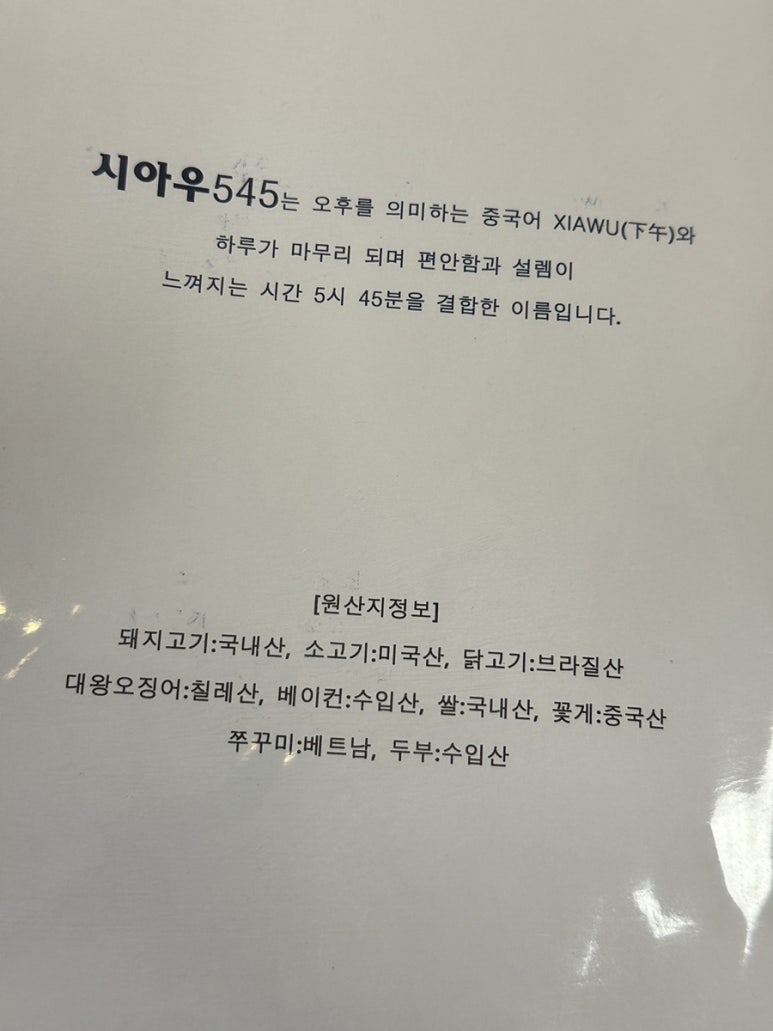 시아우545는 오후를 의미하는 중국어 XIAWU(下午)와
하루가 마무리 되며 편안함과 설렘이
느껴지는 시간 5시 45분을 결합한 이름입니다.
[원산지정보]
돼지고기:국내산, 소고기:미국산, 닭고기:브라질산
대왕오징어:칠레산, 베이컨:수입산, 쌀:국내산, 꽃게:중국산
쭈꾸미:베트남, 두부:수입산